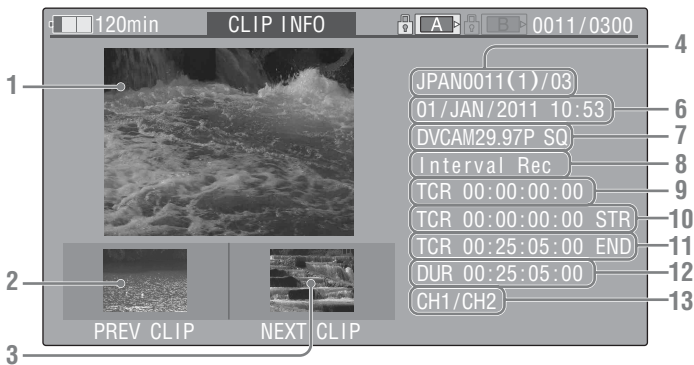 120min CLIP INFO A B 0011/0300
4
1
JPAN0011(1)/03
01/JAN/2011 10:53 6
DVCAM29.97P SQ 7
Interval Rec 8
TCR 00:00:00:00 9
TCR 00:00:00:00 STR 10
TCR 00:25:05:00 END 11
2
DUR 00:25:05:00 12
CH1/CH2 13
PREV CLIP NEXT CLIP
3